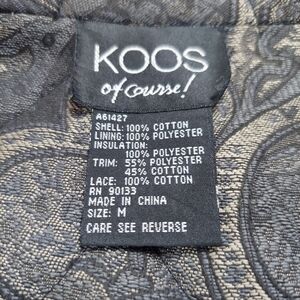 KOOS
of course!
A61427
SHELL: 100% COTTON
LINING: 100% POLYESTER
INSULATION:
100% POLYESTER
TRIM: 55% POLYESTER
45% COTTON
LACE: 100% COTTON
RN 90133
MADE IN CHINA
SIZE: M
CARE SEE REVERSE